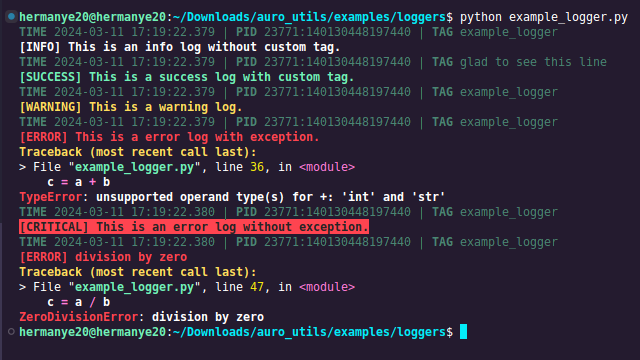 hermanye20@hermanye20:~/Downloads/auro_utils/examples/loggers$ python example_logger.py
TIME 2024-03-11 17:19:22.379 | PID 23771:140130448197440 | TAG example_logger
[INFO] This is an info log without custom tag.
TIME 2024-03-11 17:19:22.379 | PID 23771:140130448197440 | TAG glad to see this line
[SUCCESS] This is a success log with custom tag.
TIME 2024-03-11 17:19:22.379 | PID 23771:140130448197440 | TAG example_logger
[WARNING] This is a warning log.
TIME 2024-03-11 17:19:22.379 | PID 23771:140130448197440 | TAG example_logger
[ERROR] This is a error log with exception.
Traceback (most recent call last):
> File "example_logger.py", line 36, in <module>
    c = a + b
TypeError: unsupported operand type(s) for +: 'int' and 'str'
TIME 2024-03-11 17:19:22.380 | PID 23771:140130448197440 | TAG example_logger
[CRITICAL] This is an error log without exception.
TIME 2024-03-11 17:19:22.380 | PID 23771:140130448197440 | TAG example_logger
[ERROR] division by zero
Traceback (most recent call last):
> File "example_logger.py", line 47, in <module>
    c = a / b
ZeroDivisionError: division by zero
hermanye20@hermanye20:~/Downloads/auro_utils/examples/loggers$